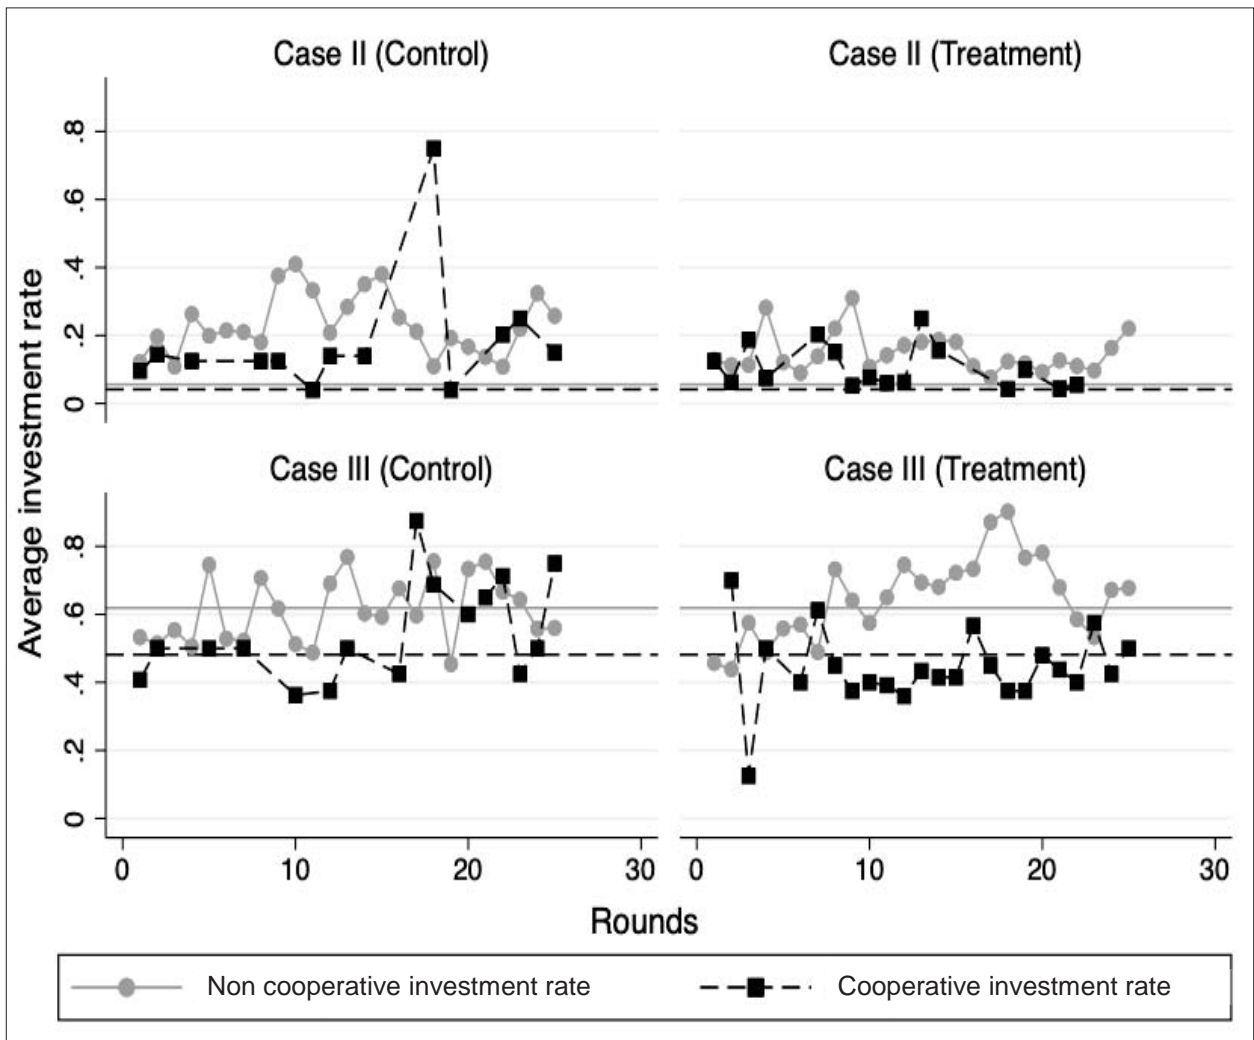 Case II (Control)
Case II (Treatment)
.8
.6
.4
.2
0
Case III (Control)
Case III (Treatment)
.8
.6
.4
.2
0
Average investment rate
0 10 20 30
0 10 20 30
Rounds
Non cooperative investment rate
Cooperative investment rate